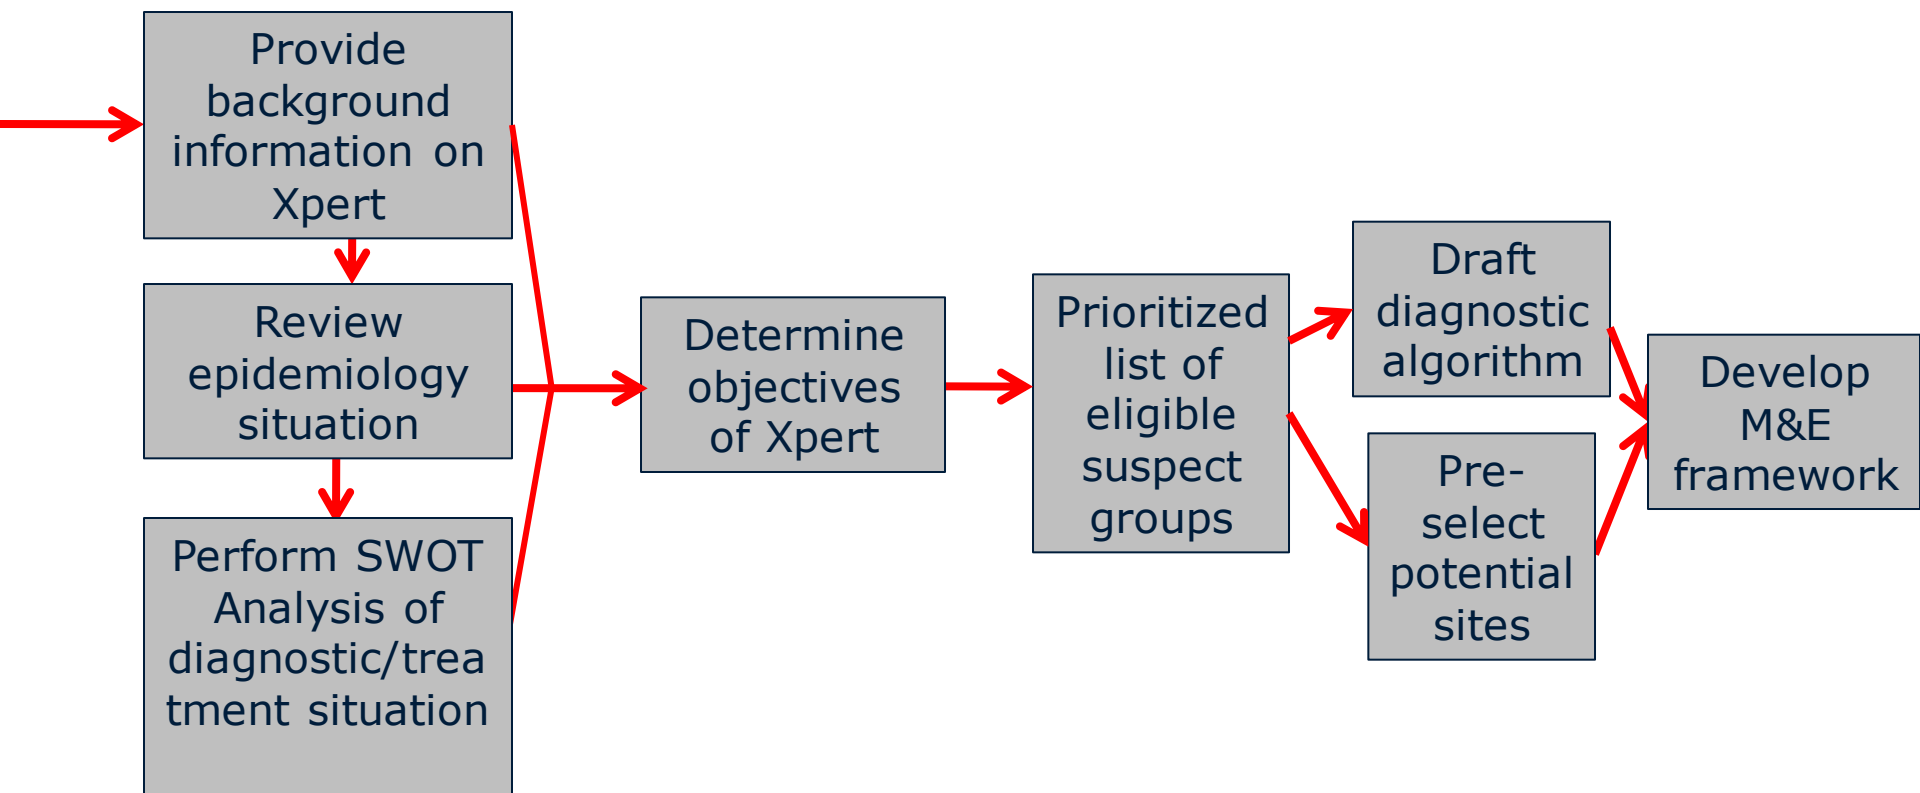 Provide
background
information on
Xpert
Review
epidemiology
situation
Perform SWOT
Analysis of
diagnostic/trea
tment situation
Determine
objectives
of Xpert
Prioritized
list of
eligible
suspect
groups
Draft
diagnostic
algorithm
Pre-
select
potential
sites
Develop
M&E
framework